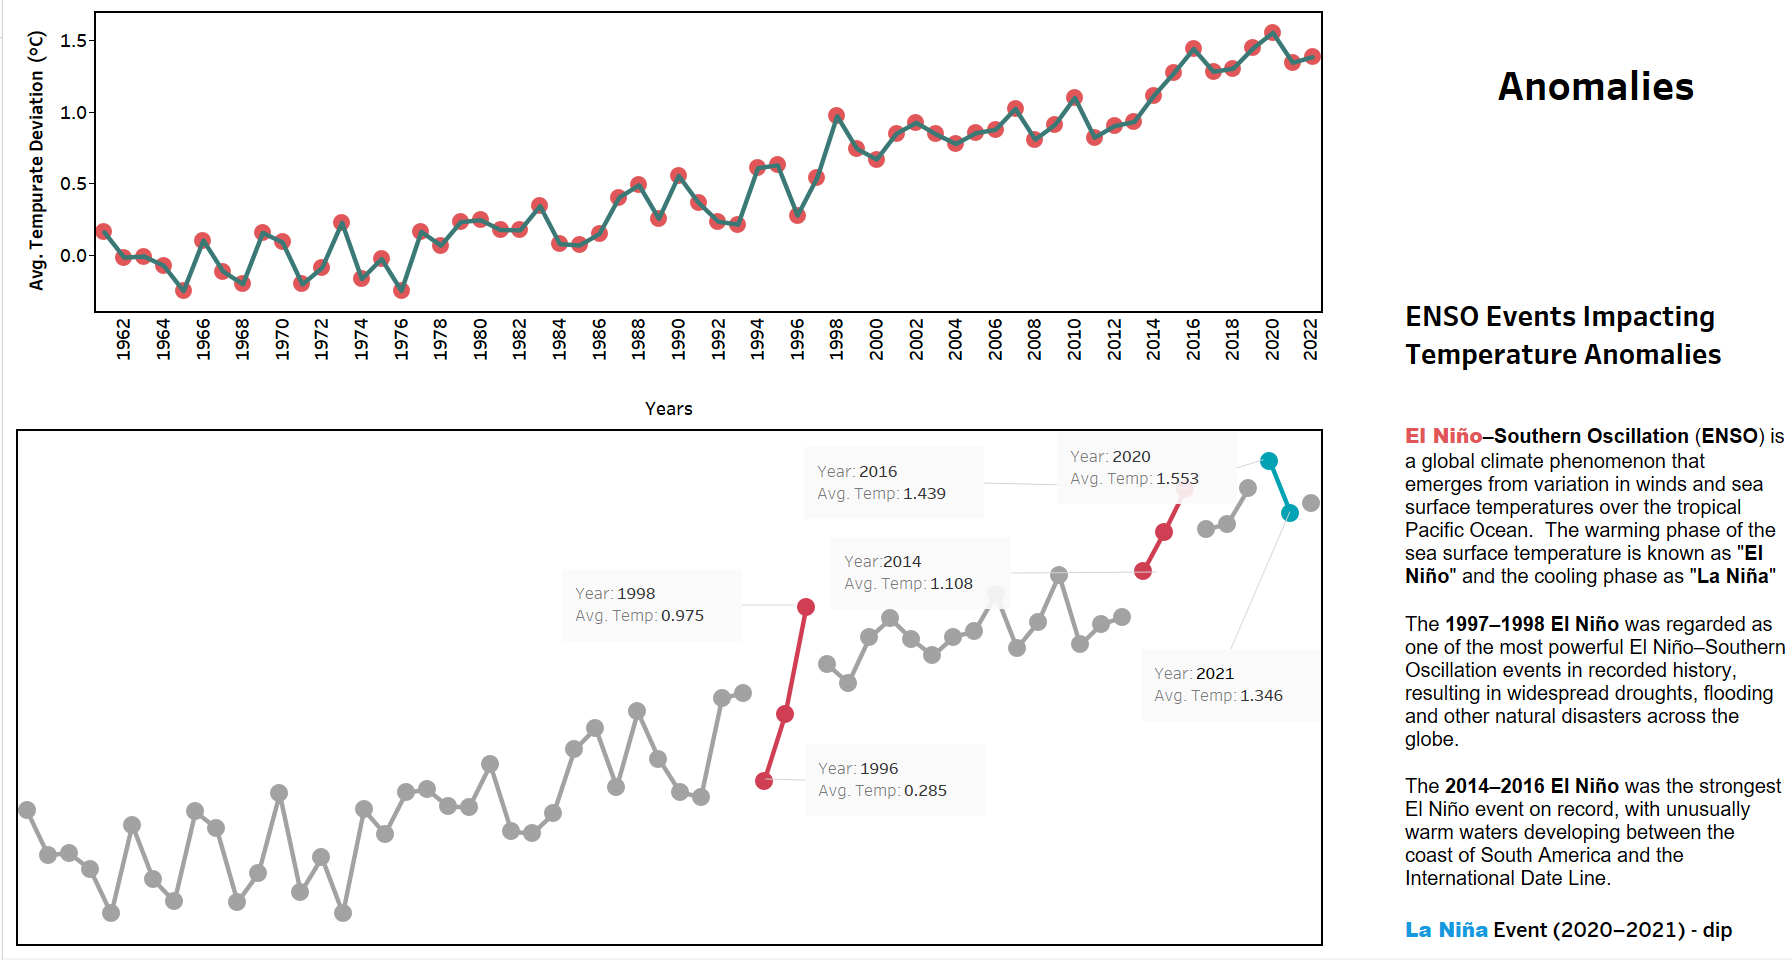 Avg. Tempurate Deviation (°C)
1.5
1.0
0.5
0.0
1962
1964
1966
1968
1970
1972
1974
1976
1978
1980
1982
1984
1986
1988
1990
1992
1994
1996
1998
2000
2002
2004
2006
2008
2010
2012
2014
2016
2018
2020
2022
Years
Year: 2016
Avg. Temp: 1.439
Year: 2020
Avg. Temp: 1.553
Year:2014
Avg. Temp: 1.108
Year: 1998
Avg. Temp: 0.975
Year: 2021
Avg. Temp: 1.346
Year: 1996
Avg. Temp: 0.285
Anomalies
ENSO Events Impacting
Temperature Anomalies
El Niño–Southern Oscillation (ENSO) is
a global climate phenomenon that
emerges from variation in winds and sea
surface temperatures over the tropical
Pacific Ocean.  The warming phase of the
sea surface temperature is known as "El
Niño" and the cooling phase as "La Niña"
The 1997–1998 El Niño was regarded as
one of the most powerful El Niño–Southern
Oscillation events in recorded history,
resulting in widespread droughts, flooding
and other natural disasters across the
globe.
The 2014–2016 El Niño was the strongest
El Niño event on record, with unusually
warm waters developing between the
coast of South America and the
International Date Line.
La Niña Event (2020–2021) - dip